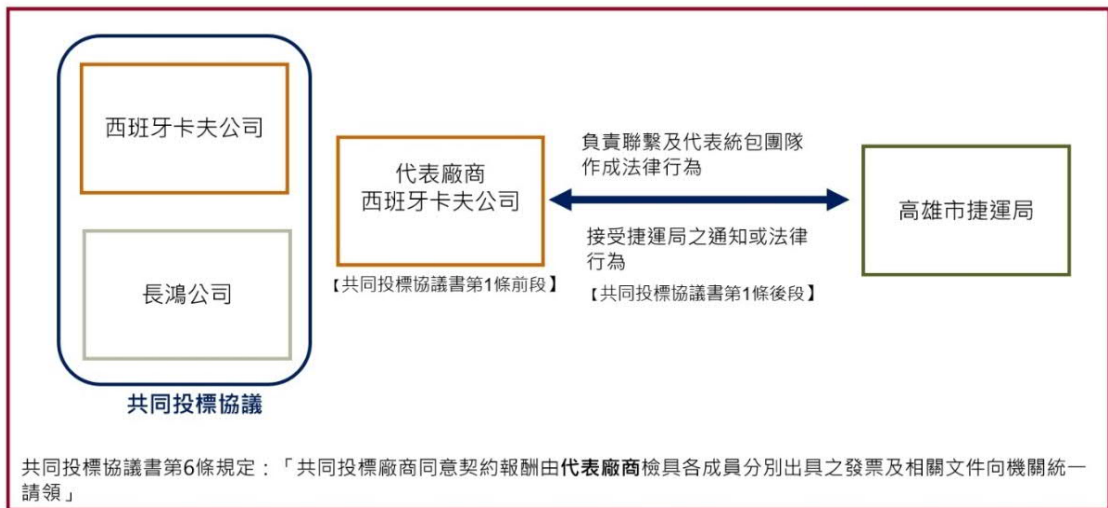 西班牙卡夫公司
長鴻公司
共同投標協議
代表廠商
西班牙卡夫公司
【共同投標協議書第1條前段】
負責聯繫及代表統包團隊
作成法律行為
接受捷運局之通知或法律
行為
【共同投標協議書第1條後段】
高雄市捷運局
共同投標協議書第6條規定：「共同投標廠商同意契約報酬由代表廠商檢具各成員分別出具之發票及相關文件向機關統一
請領」